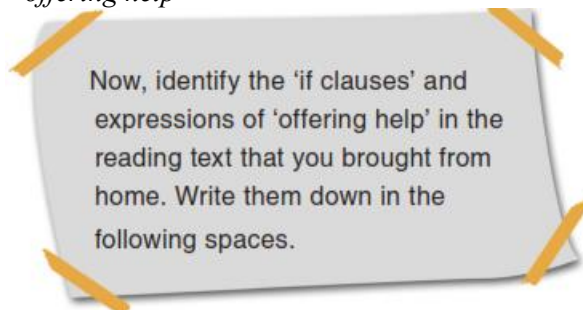 offering help
Now, identify the ‘if clauses’ and
expressions of ‘offering help’ in the
reading text that you brought from
home. Write them down in the
following spaces.